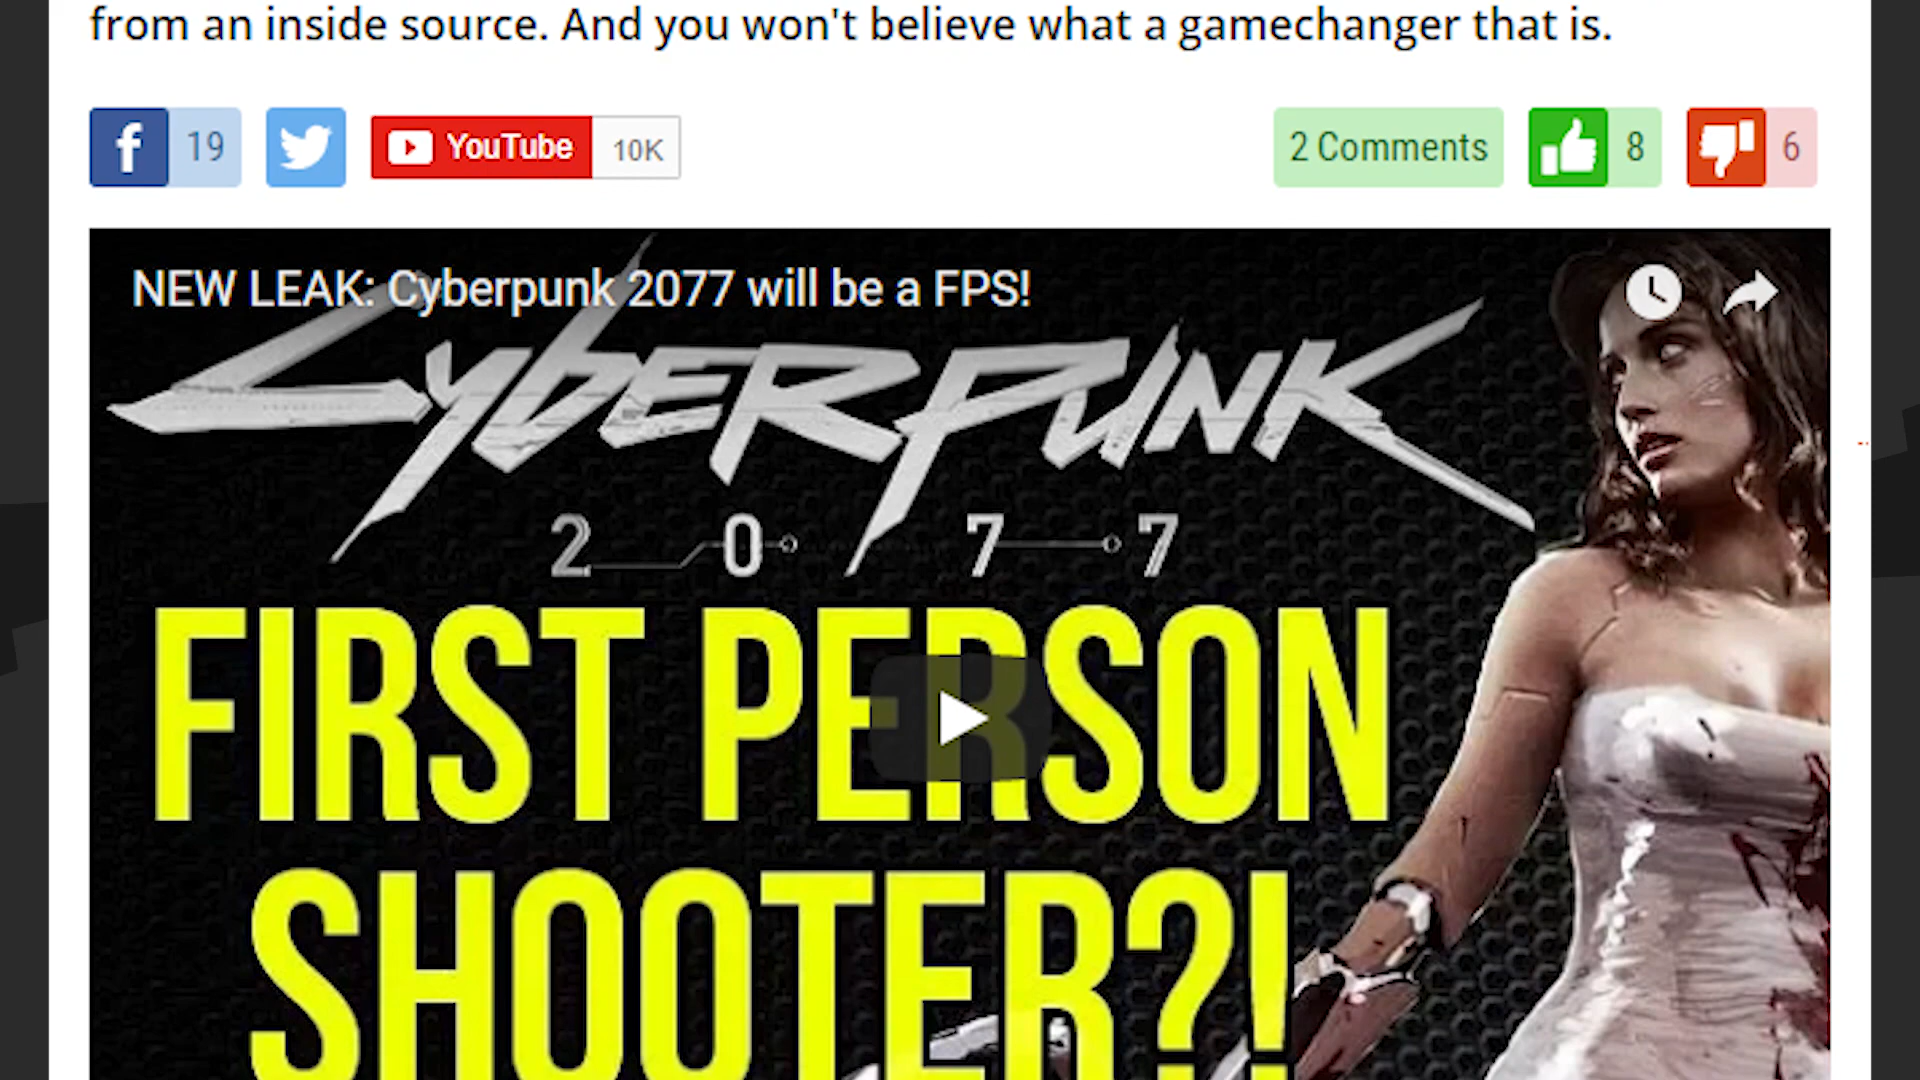 from an inside source. And you won't believe what a gamechanger that is.
f 19 YouTube 10K 2 Comments 8 6
NEW LEAK: Cyberpunk 2077 will be a FPS!
CYBERPUNK
2077
FIRST PERSON
SHOOTER?!